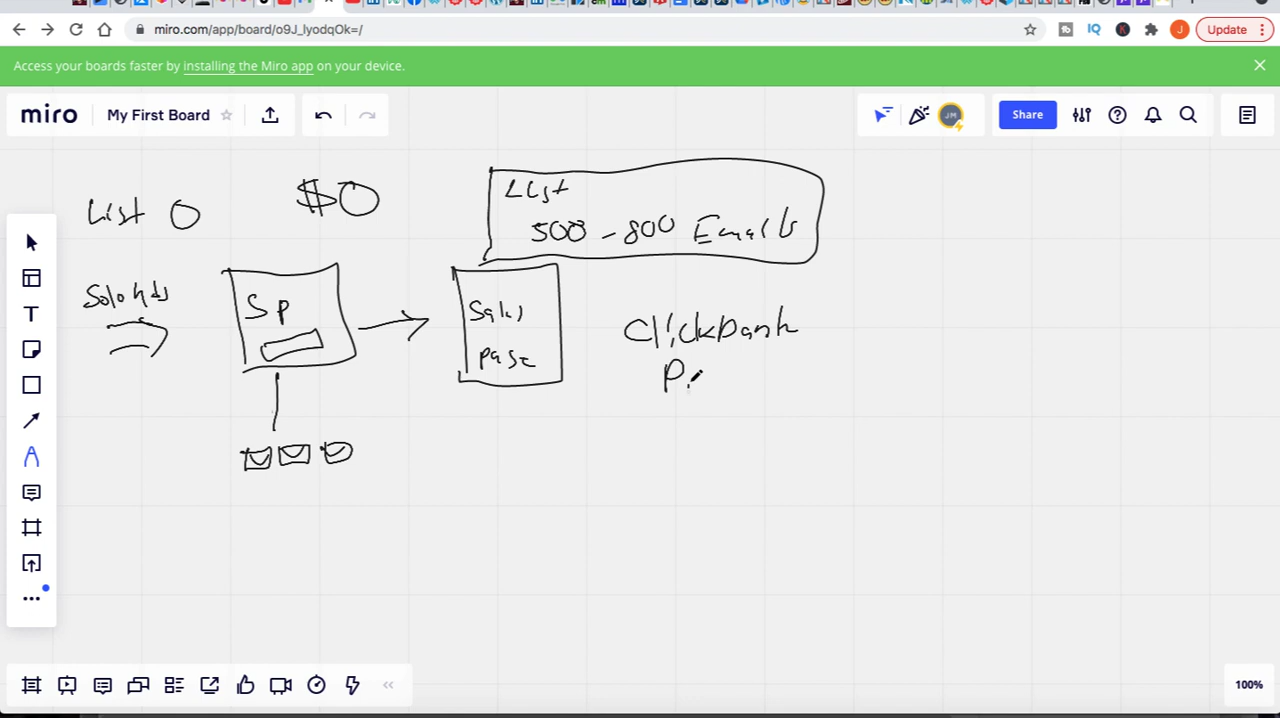 miro.com/app/board/o9J_lyodqOk=/
Update
Access your boards faster by installing the Miro app on your device.
miro
My First Board
JM
Share
List 0
$0
List
500 - 800 Emails
Solo Ads
SP
Sales
page
Clickbank
P
100%